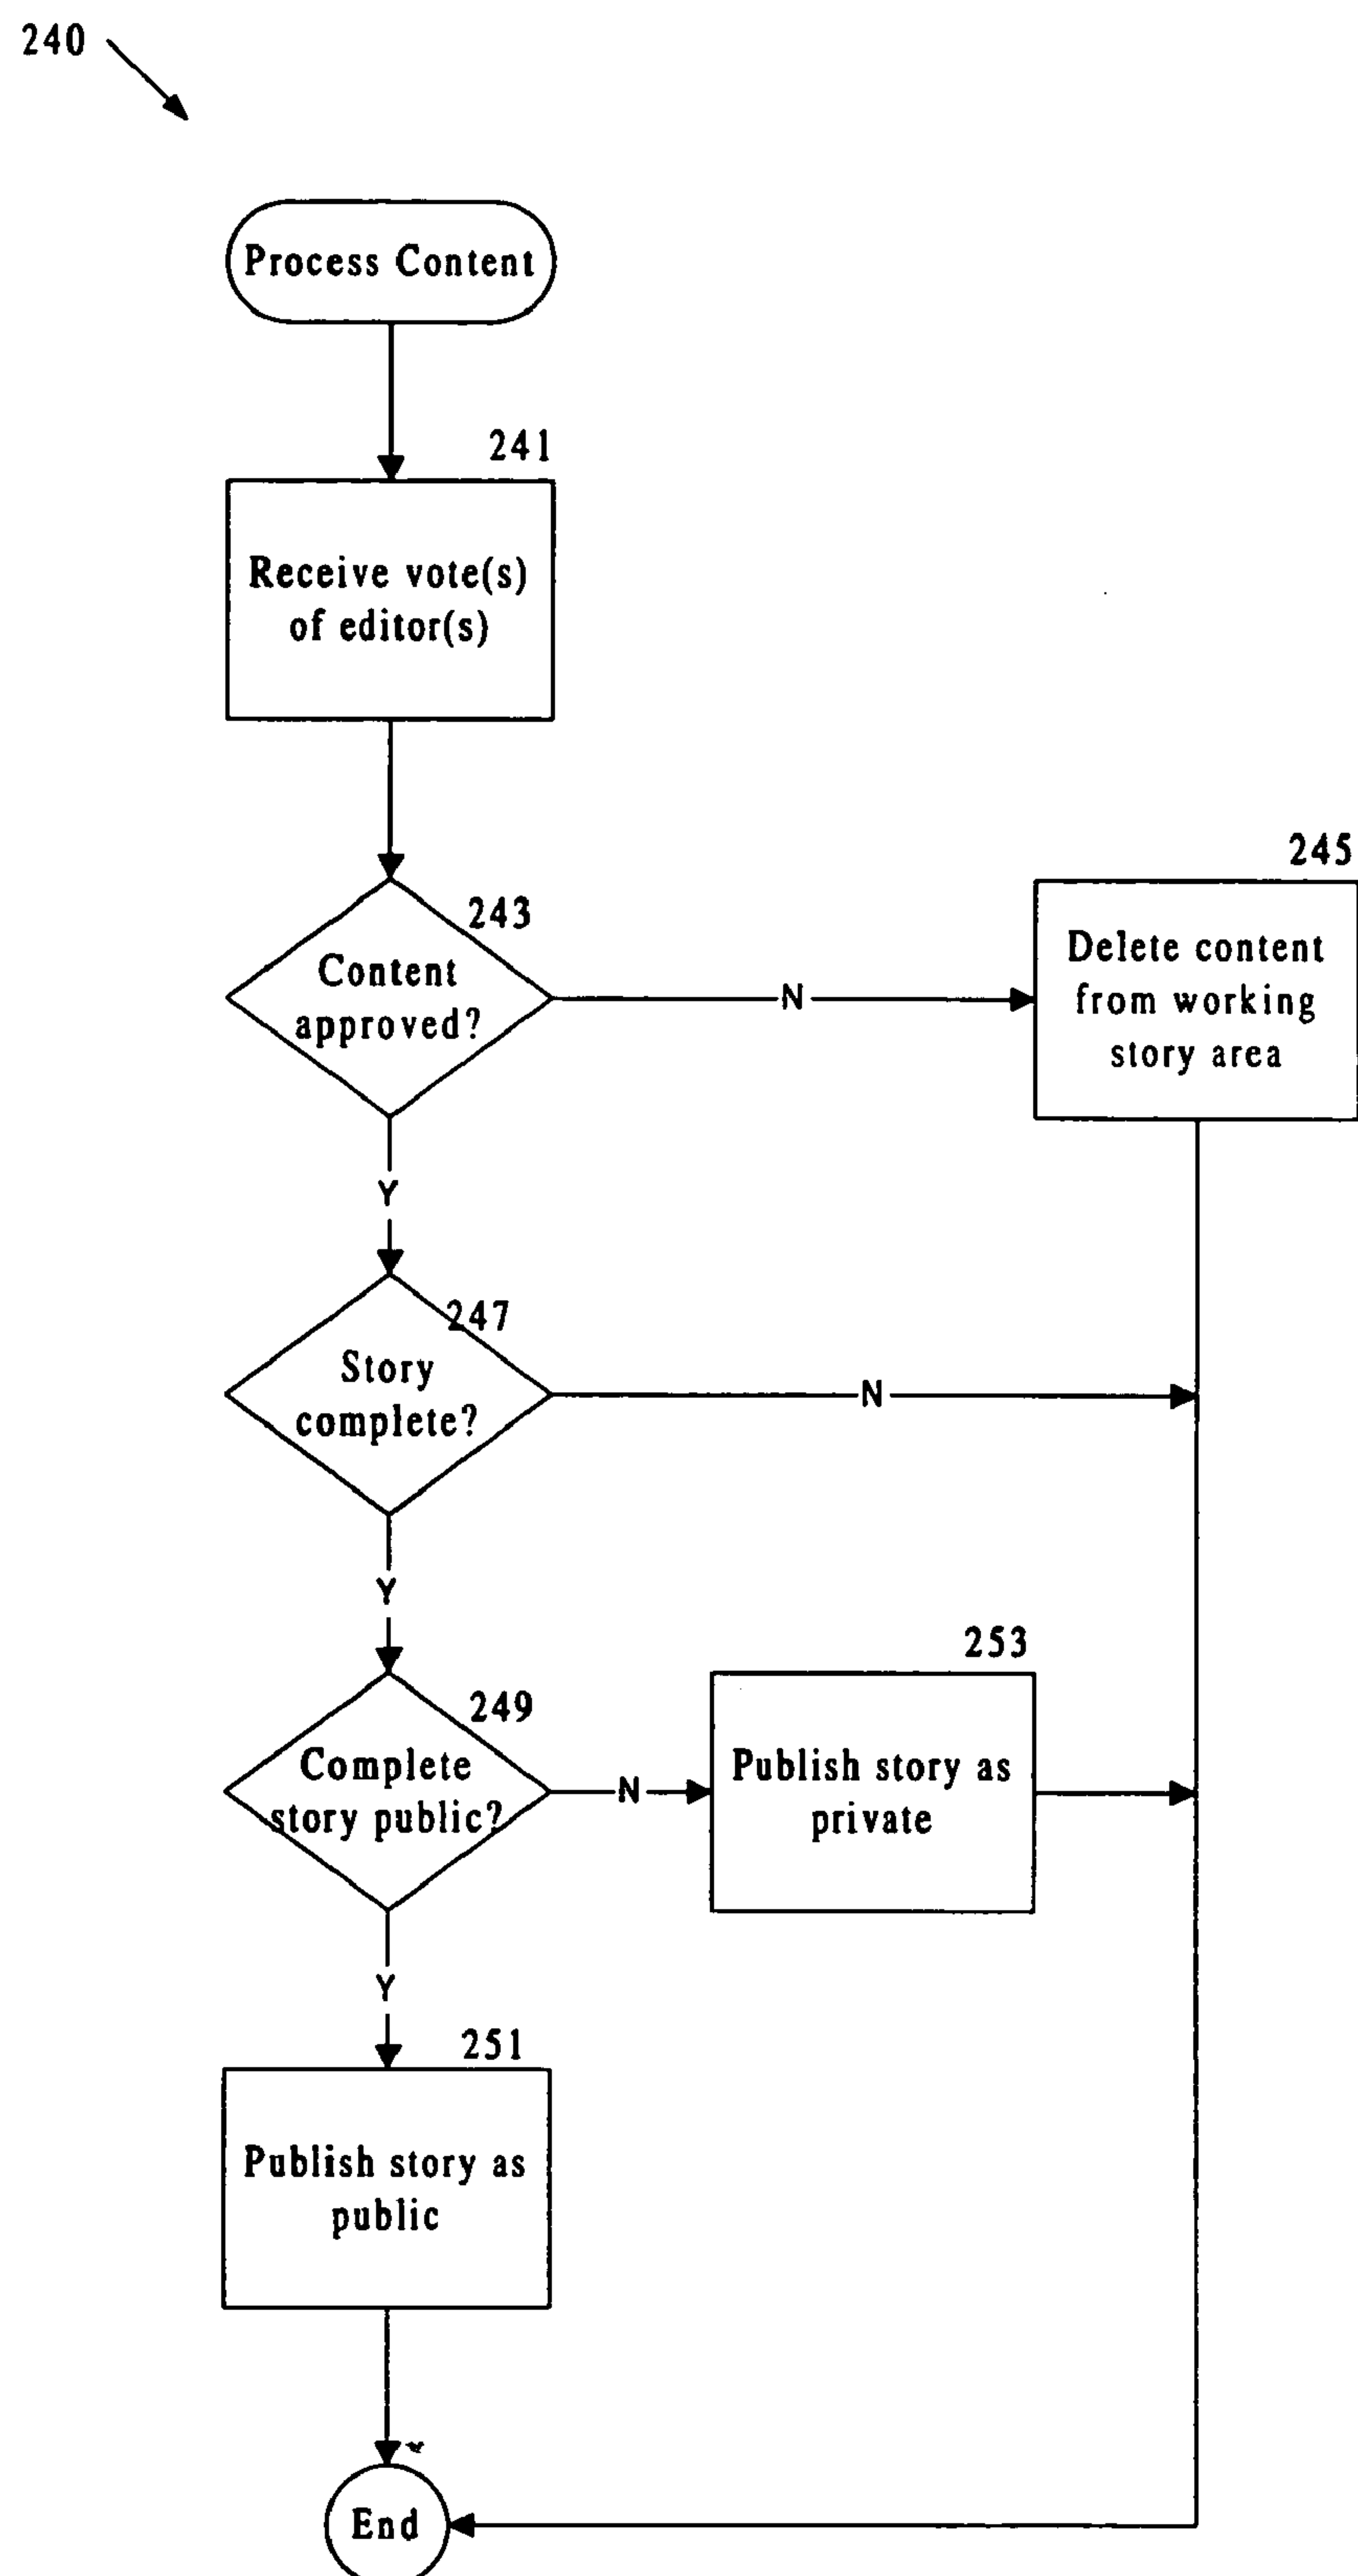 240
Process Content
241
Receive vote(s)
of editor(s)
243
Content
approved?
N
245
Delete content
from working
story area
Y
247
Story
complete?
N
Y
249
Complete
story public?
N
253
Publish story as
private
Y
251
Publish story as
public
End